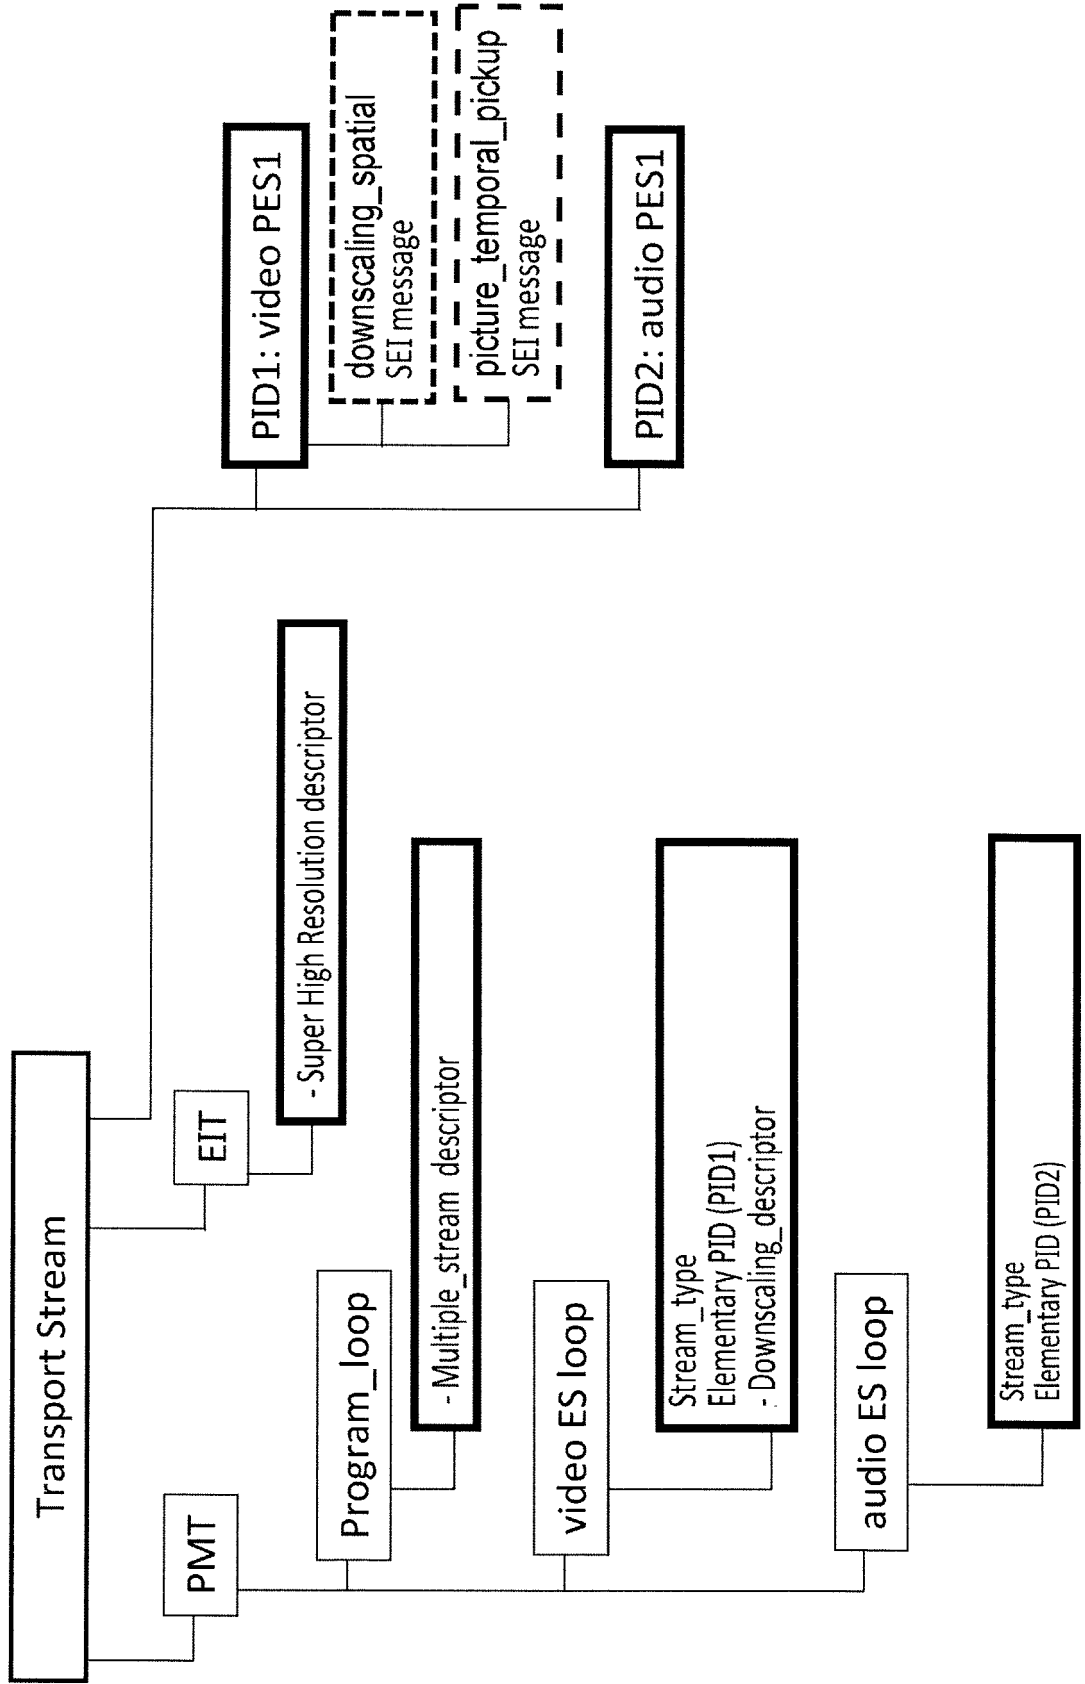 Transport Stream
PMT
Program_loop
- Multiple_stream descriptor
video ES loop
Stream_type
Elementary PID (PID1)
- Downscaling_descriptor
audio ES loop
Stream_type
Elementary PID (PID2)
EIT
- Super High Resolution descriptor
PID1: video PES1
downscaling_spatial
SEI message
picture_temporal_pickup
SEI message
PID2: audio PES1